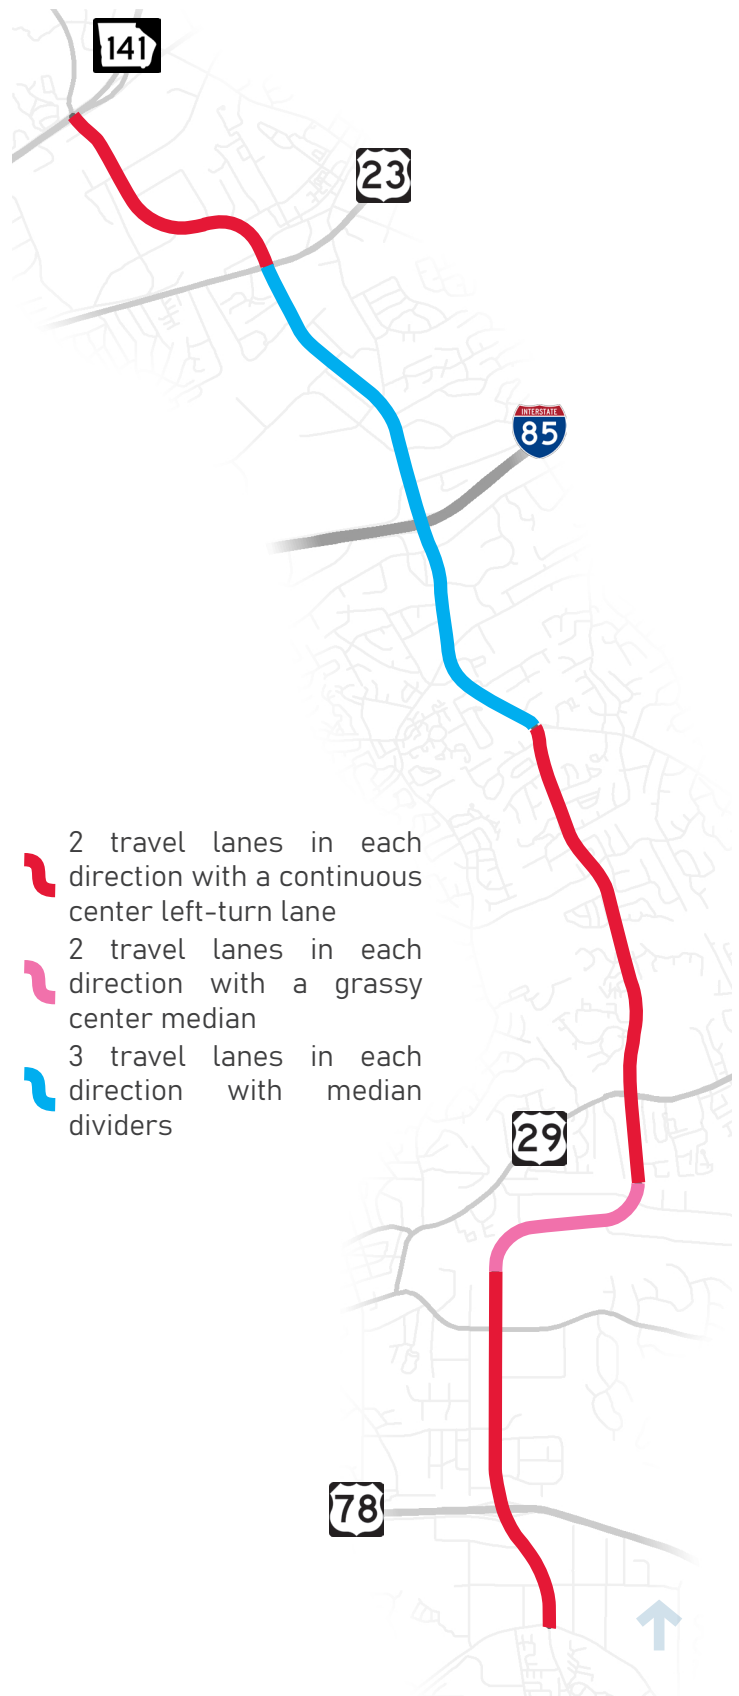 141
23
INTERSTATE
85
2 travel lanes in each
direction with a continuous
center left-turn lane
2 travel lanes in each
direction with a grassy
center median
3 travel lanes in each
direction with median
dividers
29
78